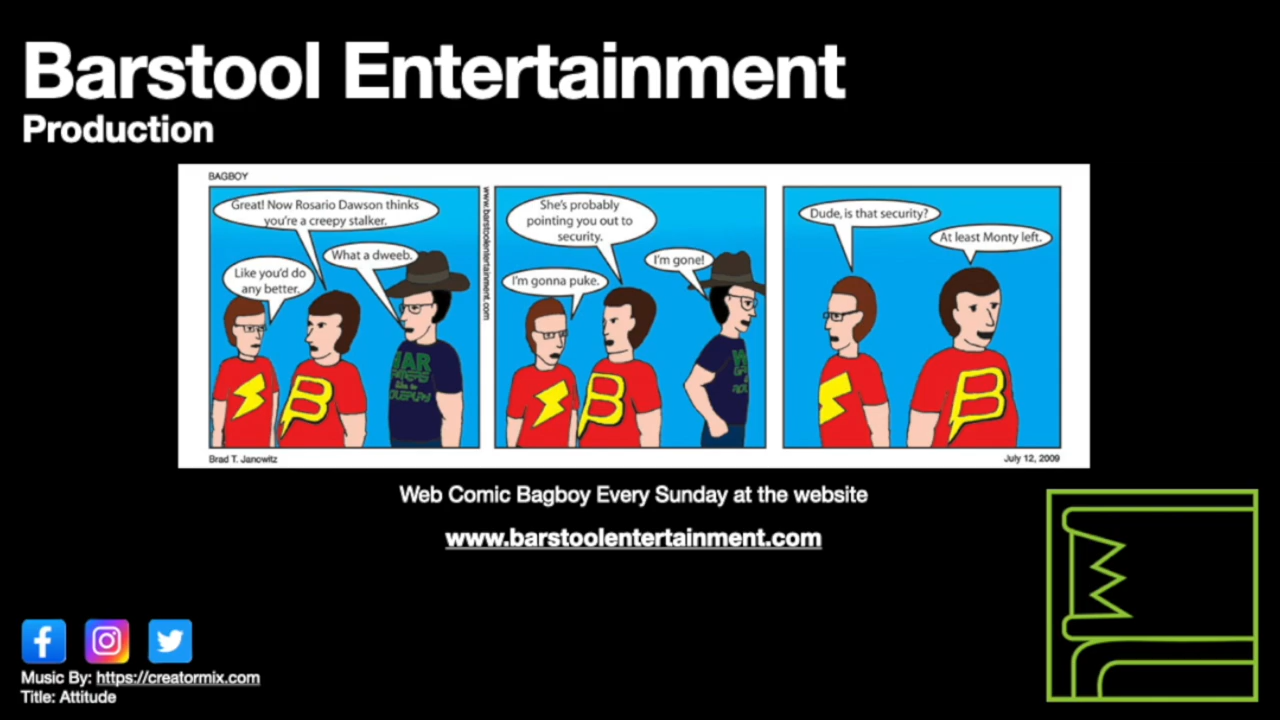 Barstool Entertainment
Production
BAGBOY
Great! Now Rosario Dawson thinks
you're a creepy stalker.
What a dweeb.
Like you'd do
any better.
www.barstoolentertainment.com
She's probably
pointing you out to
security.
I'm gone!
I'm gonna puke.
Dude, is that security?
At least Monty left.
B
B
B
Brad T. Janowitz
July 12, 2009
Web Comic Bagboy Every Sunday at the website
www.barstoolentertainment.com
Music By: https://creatormix.com
Title: Attitude